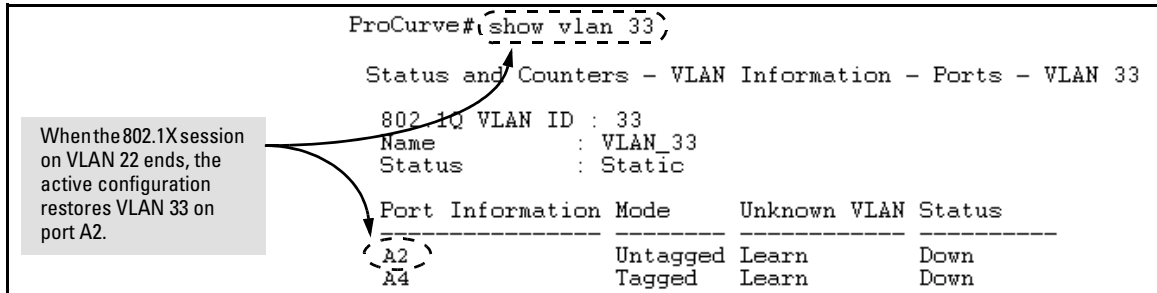 ProCurve# show vlan 33
Status and Counters - VLAN Information - Ports - VLAN 33
802.1Q VLAN ID : 33
Name : VLAN_33
Status : Static
When the 802.1X session
on VLAN 22 ends, the
active configuration
restores VLAN 33 on
port A2.
Port Information Mode Unknown VLAN Status
---------------- -------- ------------ ----------
A2 Untagged Learn Down
A4 Tagged Learn Down